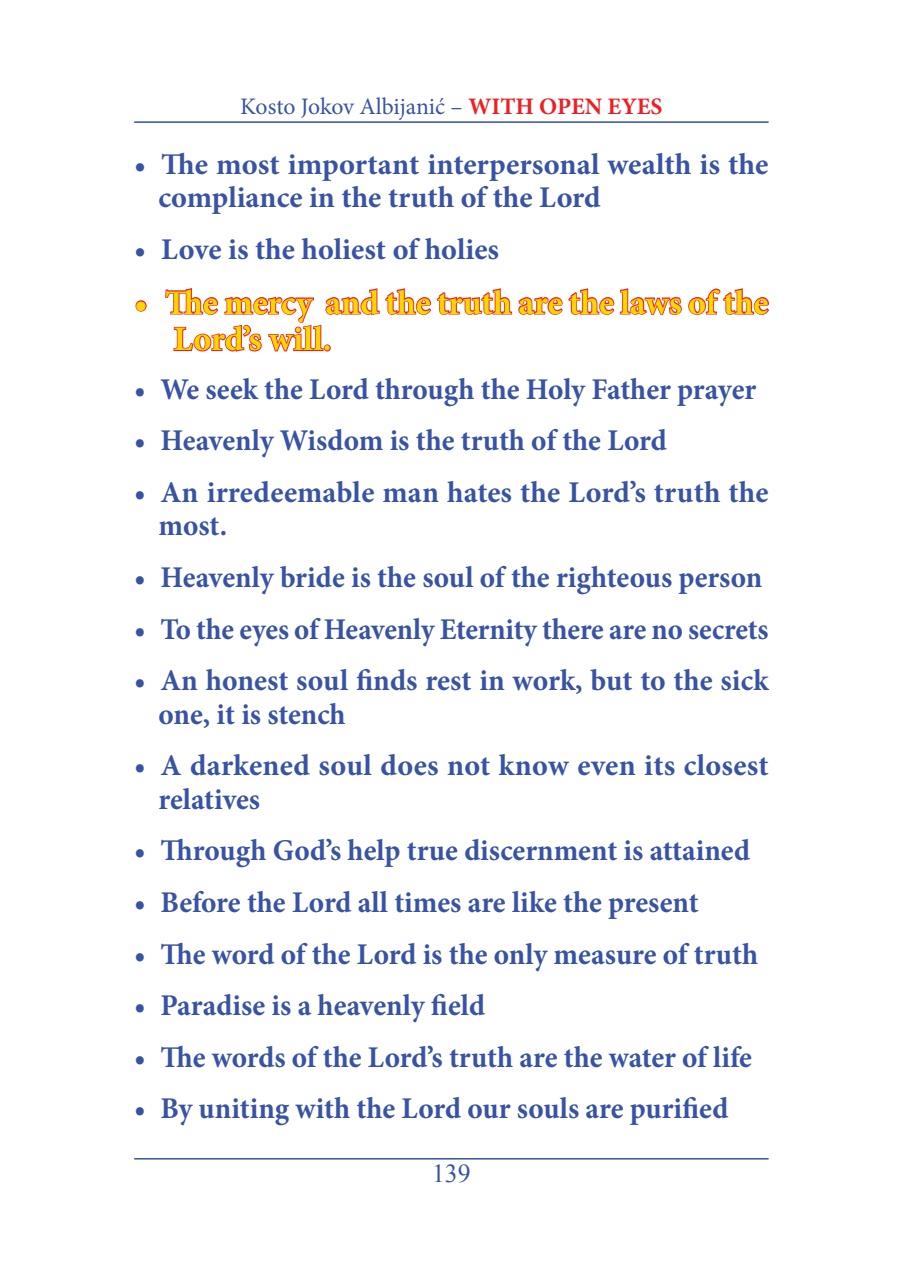 Kosto Jokov Albijanić – WITH OPEN EYES
• The most important interpersonal wealth is the
compliance in the truth of the Lord
• Love is the holiest of holies
• The mercy and the truth are the laws of the
Lord’s will.
• We seek the Lord through the Holy Father prayer
• Heavenly Wisdom is the truth of the Lord
• An irredeemable man hates the Lord’s truth the
most.
• Heavenly bride is the soul of the righteous person
• To the eyes of Heavenly Eternity there are no secrets
• An honest soul finds rest in work, but to the sick
one, it is stench
• A darkened soul does not know even its closest
relatives
• Through God’s help true discernment is attained
• Before the Lord all times are like the present
• The word of the Lord is the only measure of truth
• Paradise is a heavenly field
• The words of the Lord’s truth are the water of life
• By uniting with the Lord our souls are purified
139